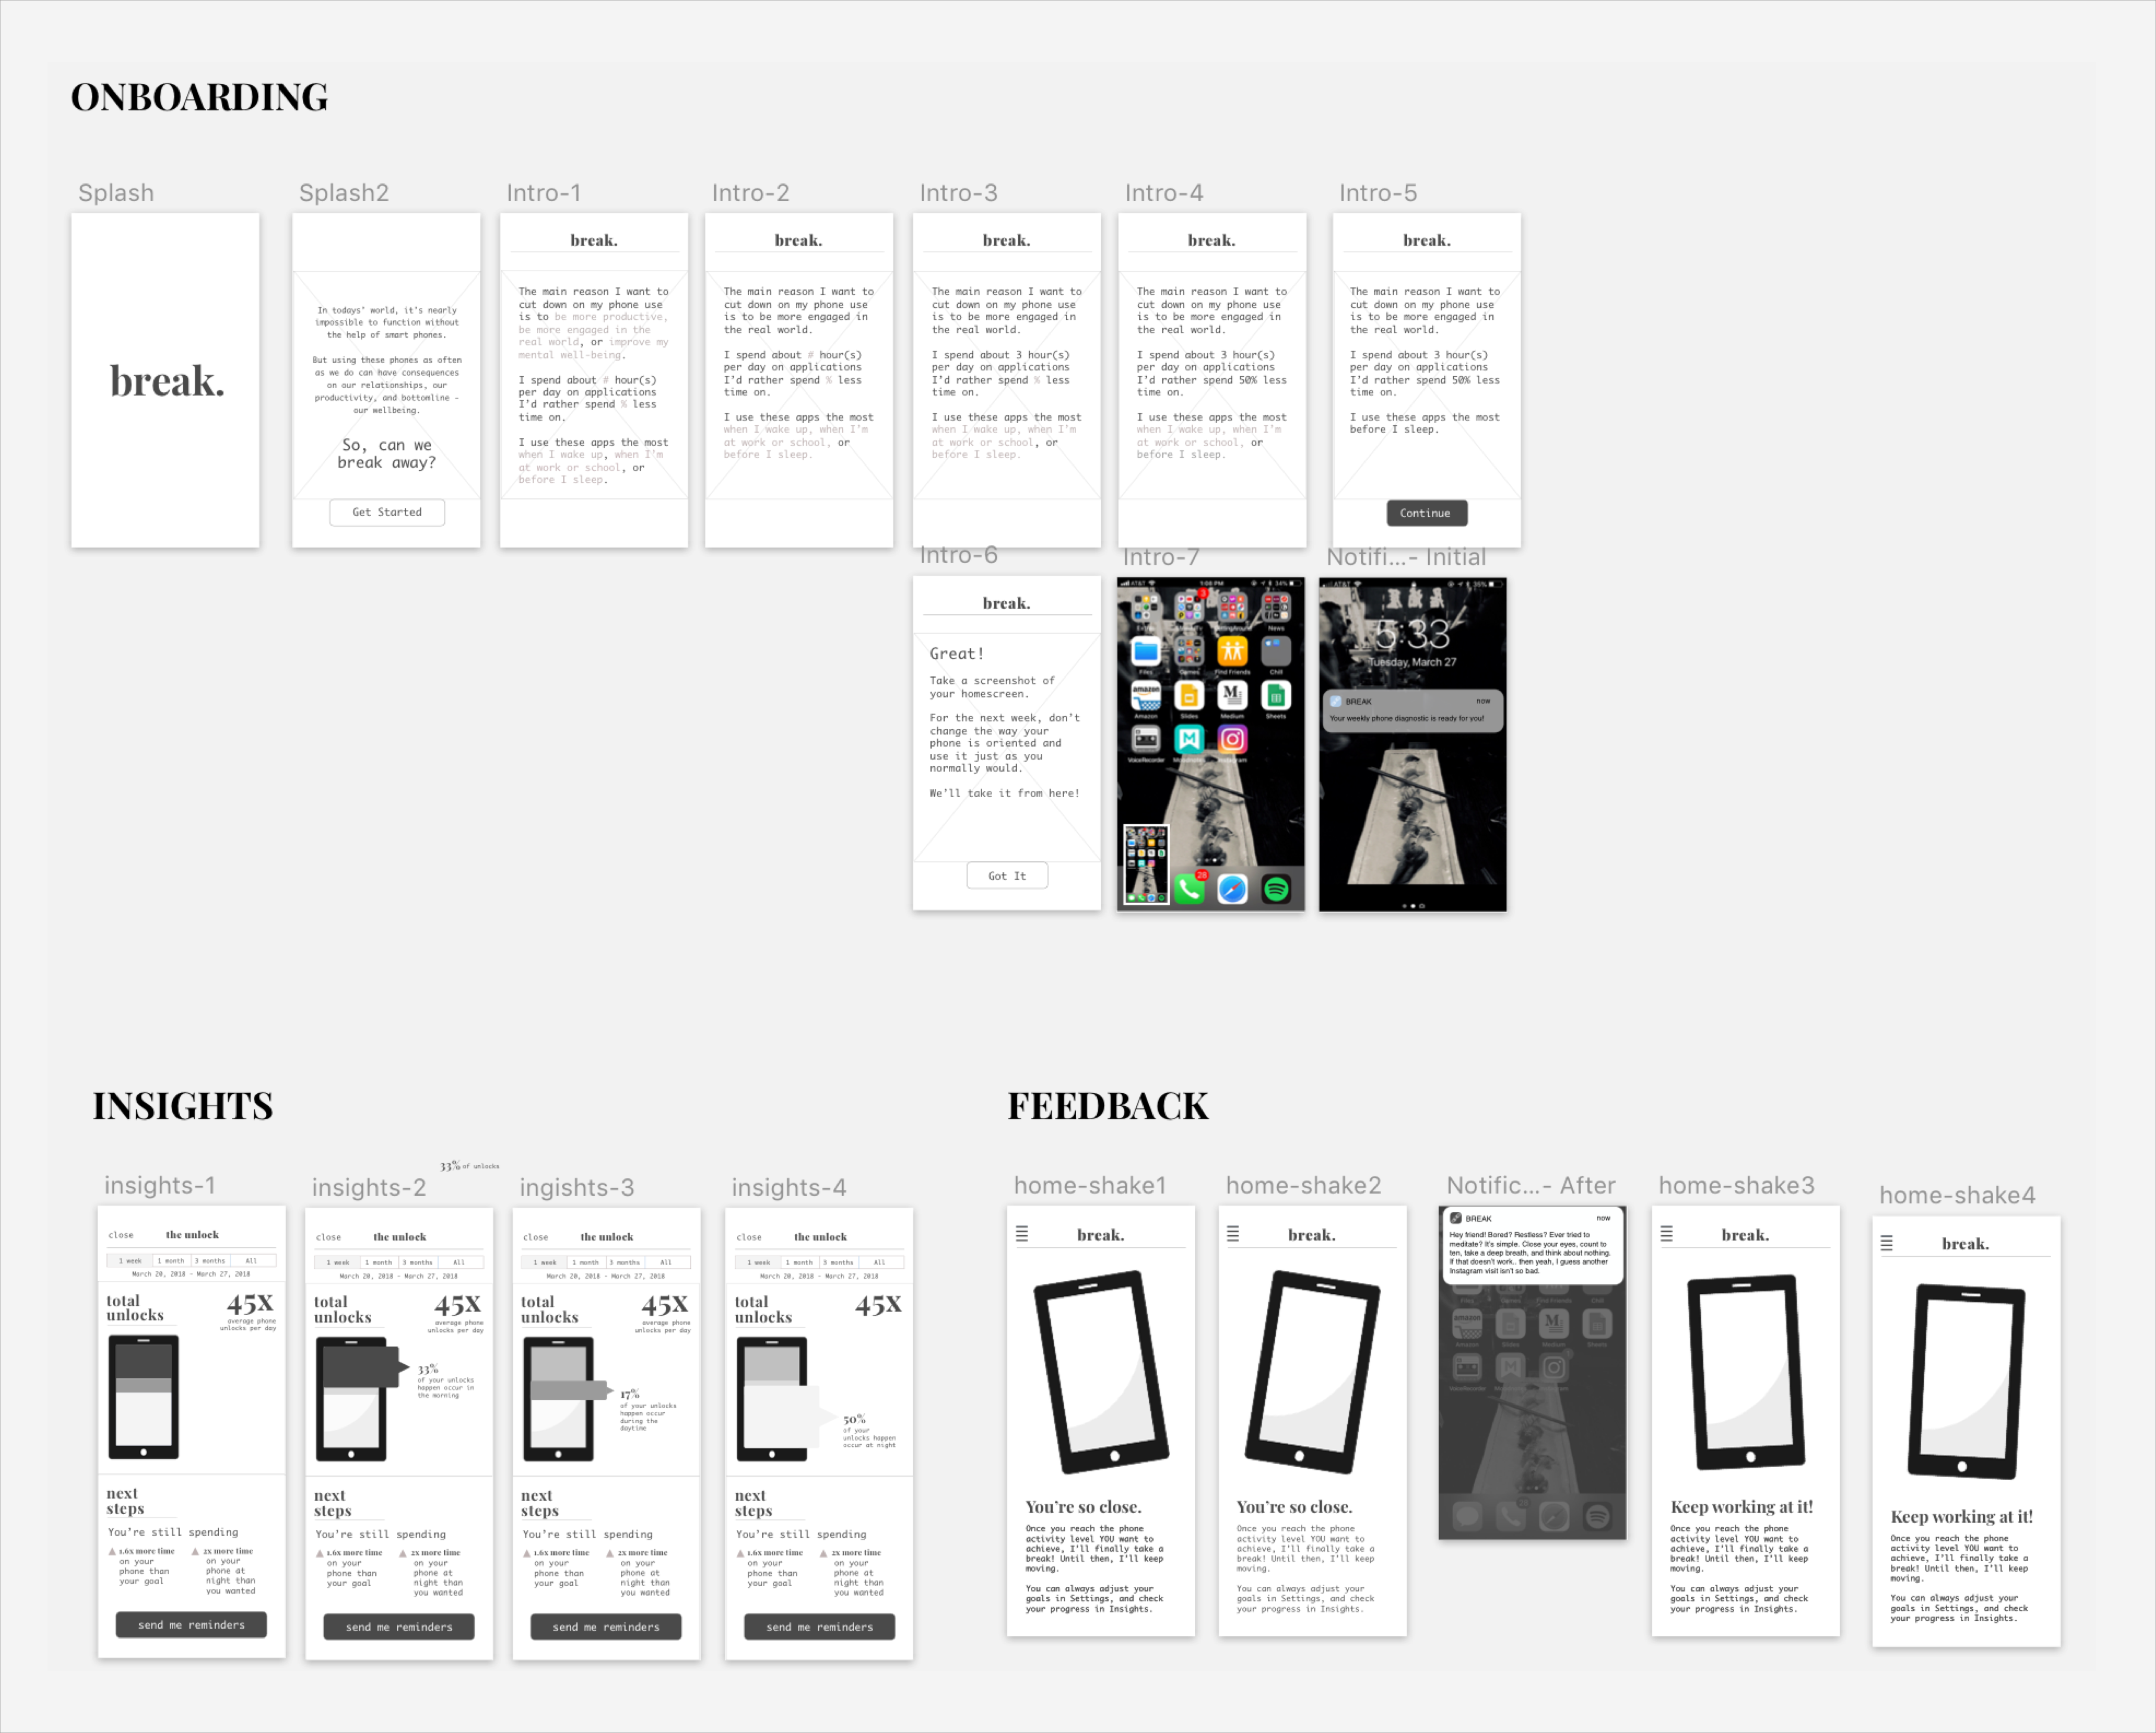 ONBOARDING
Splash
break.
Splash2
In todays' world, it's nearly
impossible to function without
the help of smart phones.
But using these phones as often
as we do can have consequences
on our relationships, our
productivity, and bottomline -
our wellbeing.
So, can we
break away?
Get Started
Intro-1
break.
The main reason I want to
cut down on my phone use
is to be more productive,
be more engaged in the
real world, or improve my
mental well-being.
I spend about # hour(s)
per day on applications
I'd rather spend % less
time on.
I use these apps the most
when I wake up, when I'm
at work or school, or
before I sleep.
Intro-2
break.
The main reason I want to
cut down on my phone use
is to be more engaged in
the real world.
I spend about # hour(s)
per day on applications
I'd rather spend % less
time on.
I use these apps the most
when I wake up, when I'm
at work or school, or
before I sleep.
Intro-3
break.
The main reason I want to
cut down on my phone use
is to be more engaged in
the real world.
I spend about 3 hour(s)
per day on applications
I'd rather spend % less
time on.
I use these apps the most
when I wake up, when I'm
at work or school, or
before I sleep.
Intro-4
break.
The main reason I want to
cut down on my phone use
is to be more engaged in
the real world.
I spend about 3 hour(s)
per day on applications
I'd rather spend 50% less
time on.
I use these apps the most
when I wake up, when I'm
at work or school, or
before I sleep.
Intro-5
break.
The main reason I want to
cut down on my phone use
is to be more engaged in
the real world.
I spend about 3 hour(s)
per day on applications
I'd rather spend 50% less
time on.
I use these apps the most
before I sleep.
Continue
Intro-6
break.
Great!
Take a screenshot of
your homescreen.
For the next week, don't
change the way your
phone is oriented and
use it just as you
normally would.
We'll take it from here!
Got It
Intro-7
AT&T 1:08 PM 34%
3
News
Files Games Find Friends Chill
amazon M
Amazon Slides Medium Sheets
VoiceRecorder
28
Notifi...- Initial
AT&T 35%
5:33
Tuesday, March 27
BREAK now
Your weekly phone diagnostic is ready for you!
INSIGHTS
33% of unlocks
insights-1
close the unlock
1 week 1 month 3 months All
March 20, 2018 - March 27, 2018
total
unlocks
45X
average phone
unlocks per day
next
steps
You're still spending
1.6x more time
on your
phone than
your goal
2x more time
on your
phone at
night than
you wanted
send me reminders
insights-2
close the unlock
1 week 1 month 3 months All
March 20, 2018 - March 27, 2018
total
unlocks
45X
average phone
unlocks per day
33%
of your unlocks
happen occur in
the morning
next
steps
You're still spending
1.6x more time
on your
phone than
your goal
2x more time
on your
phone at
night than
you wanted
send me reminders
ingishts-3
close the unlock
1 week 1 month 3 months All
March 20, 2018 - March 27, 2018
total
unlocks
45X
average phone
unlocks per day
17%
of your unlocks
happen occur
during the
daytime
next
steps
You're still spending
1.6x more time
on your
phone than
your goal
2x more time
on your
phone at
night than
you wanted
send me reminders
insights-4
close the unlock
1 week 1 month 3 months All
March 20, 2018 - March 27, 2018
total
unlocks
45X
50%
of your
unlocks happen
occur at night
next
steps
You're still spending
1.6x more time
on your
phone than
your goal
2x more time
on your
phone at
night than
you wanted
send me reminders
FEEDBACK
home-shake1
break.
You're so close.
Once you reach the phone
activity level YOU want to
achieve, I'll finally take a
break! Until then, I'll keep
moving.
You can always adjust your
goals in Settings, and check
your progress in Insights.
home-shake2
break.
You're so close.
Once you reach the phone
activity level YOU want to
achieve, I'll finally take a
break! Until then, I'll keep
moving.
You can always adjust your
goals in Settings, and check
your progress in Insights.
Notific...- After
BREAK now
Hey friend! Bored? Restless? Ever tried to
meditate? It's simple. Close your eyes, count to
ten, take a deep breath, and think about nothing.
If that doesn't work.. then yeah, I guess another
Instagram visit isn't so bad.
Files Games Find Friends Chill
amazon M
Amazon Slides Medium Sheets
VoiceRecorder
home-shake3
break.
Keep working at it!
Once you reach the phone
activity level YOU want to
achieve, I'll finally take a
break! Until then, I'll keep
moving.
You can always adjust your
goals in Settings, and check
your progress in Insights.
home-shake4
break.
Keep working at it!
Once you reach the phone
activity level YOU want to
achieve, I'll finally take a
break! Until then, I'll keep
moving.
You can always adjust your
goals in Settings, and check
your progress in Insights.